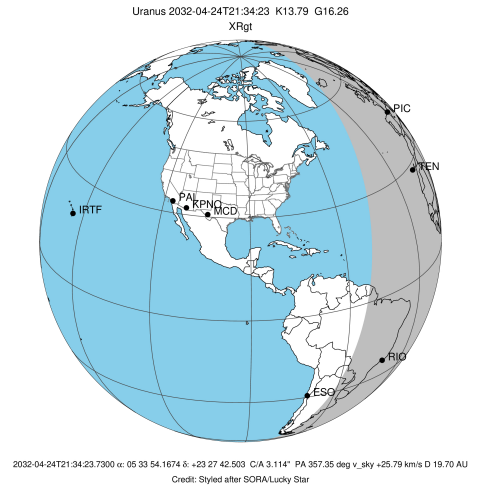 Uranus 2032-04-24T21:34:23 K13.79 G16.26
XRgt
PIC
TEN
PAL
KPNO
MCD
IRTF
RIO
ESO
2032-04-24T21:34:23.7300 α: 05 33 54.1674 δ: +23 27 42.503 C/A 3.114" PA 357.35 deg v_sky +25.79 km/s D 19.70 AU
Credit: Styled after SORA/Lucky Star